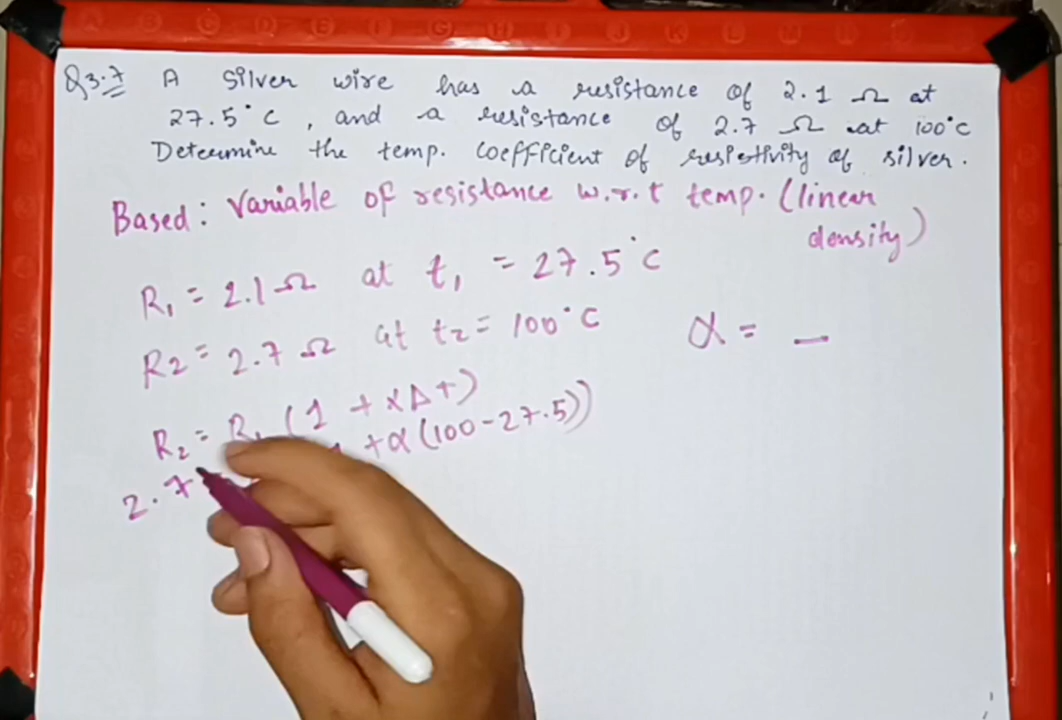 Q3.7 A silver wire has a resistance of 2.1 Ω at
27.5°C, and a resistance of 2.7 Ω at 100°C
Determine the temp. coefficient of resistivity of silver.
Based: Variable of resistance w.r.t temp. (linear
density)
R₁ = 2.1 Ω at t₁ = 27.5°C
R2 = 2.7 Ω at t2 = 100°C α = _
R₂ = R₁ (1 + αΔt)
2.7 + α(100-27.5))